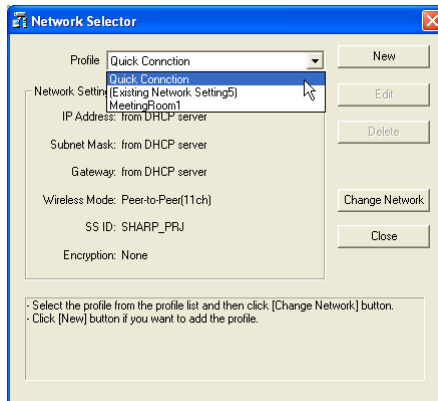 Network Selector
Profile Quick Connction New
Quick Connction
(Existing Network Setting5)
MeetingRoom1
Network Setting
Edit
IP Address: from DHCP server
Delete
Subnet Mask: from DHCP server
Gateway: from DHCP server
Wireless Mode: Peer-to-Peer(11ch) Change Network
SS ID: SHARP_PRJ
Close
Encryption: None
- Select the profile from the profile list and then click [Change Network] button.
- Click [New] button if you want to add the profile.